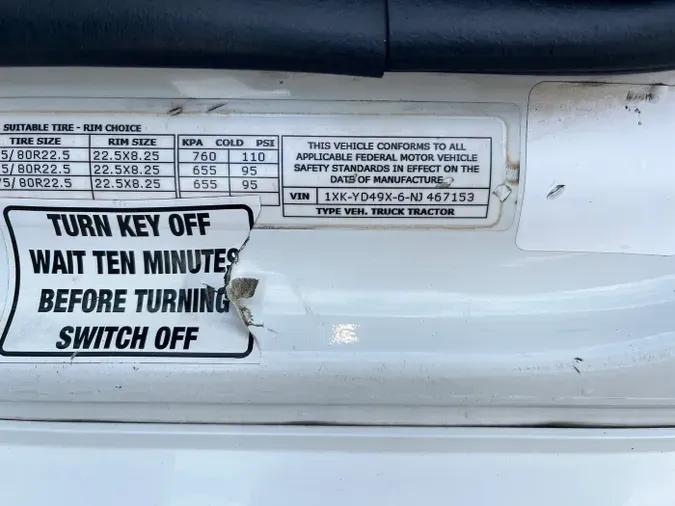 SUITABLE TIRE - RIM CHOICE
TIRE SIZE RIM SIZE KPA COLD PSI
5/80R22.5 22.5X8.25 760 110
5/80R22.5 22.5X8.25 655 95
5/80R22.5 22.5X8.25 655 95
THIS VEHICLE CONFORMS TO ALL
APPLICABLE FEDERAL MOTOR VEHICLE
SAFETY STANDARDS IN EFFECT ON THE
DATE OF MANUFACTURE
VIN 1XK-YD49X-6-NJ 467153
TYPE VEH. TRUCK TRACTOR
TURN KEY OFF
WAIT TEN MINUTES
BEFORE TURNING
SWITCH OFF